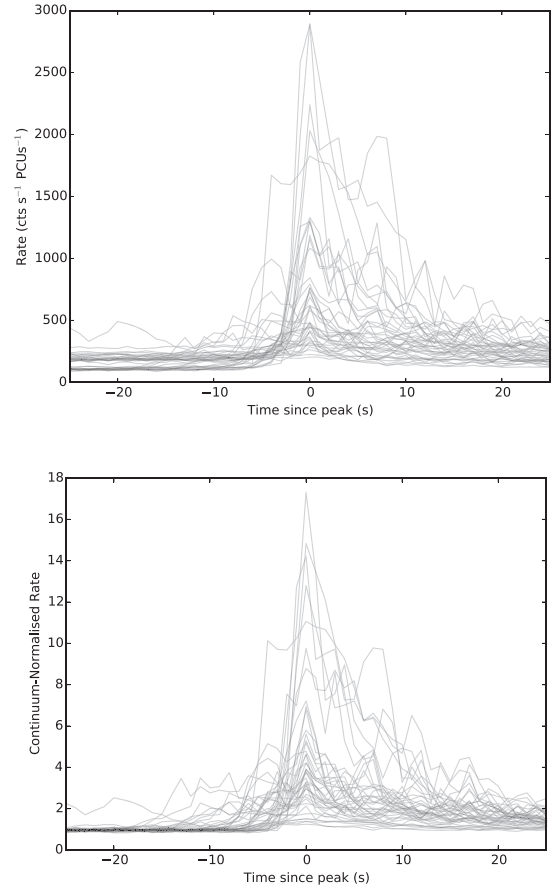 3000
2500
2000
1500
1000
500
0
Rate (cts s⁻¹ PCUs⁻¹)
−20 −10 0 10 20
Time since peak (s)
18
16
14
12
10
8
6
4
2
0
Continuum-Normalised Rate
−20 −10 0 10 20
Time since peak (s)